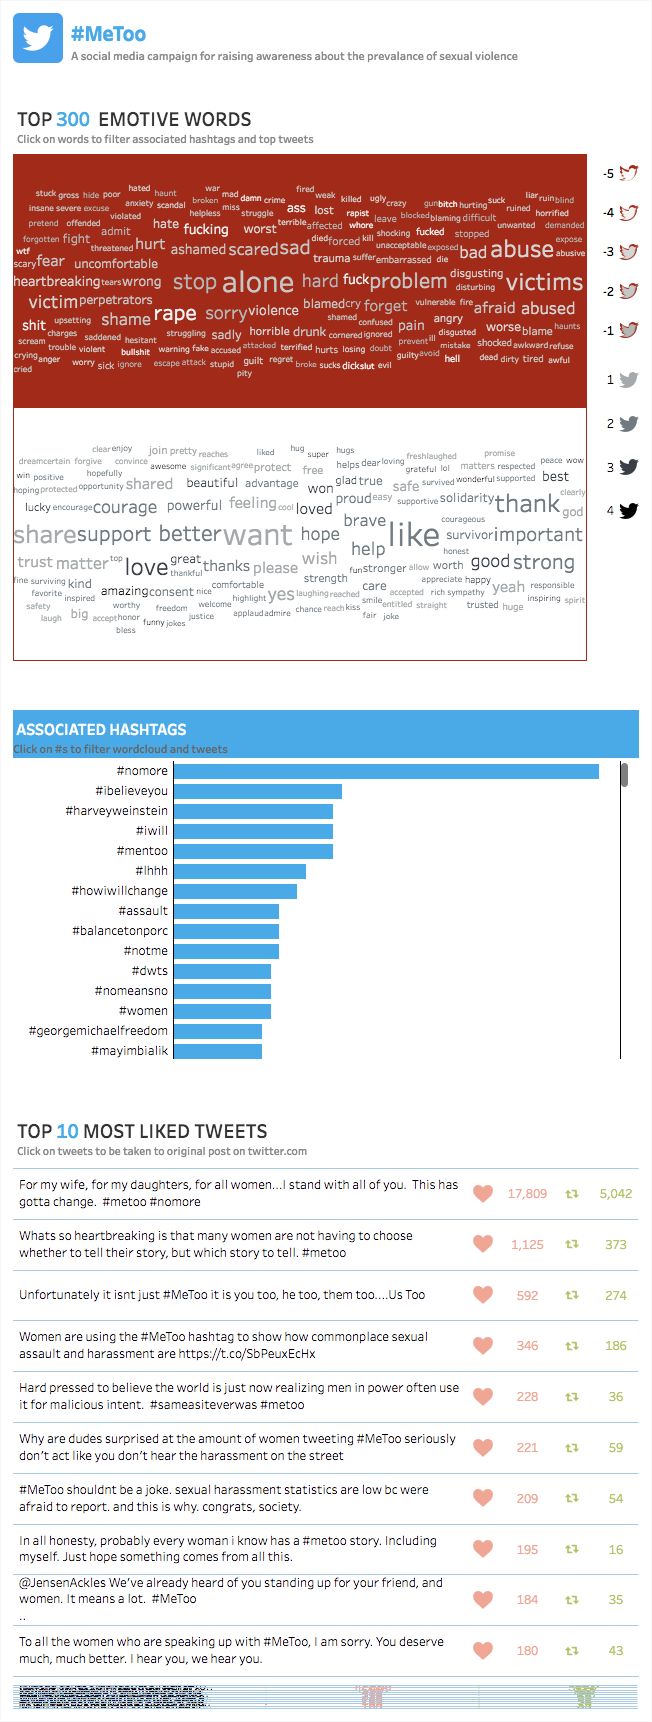 #MeToo
A social media campaign for raising awareness about the prevalance of sexual violence
TOP 300 EMOTIVE WORDS
Click on words to filter associated hashtags and top tweets
-5
-4
-3
-2
-1
1
2
3
4
stuck gross hide poor hated haunt war mad damn crime fired weak killed ugly crazy gun bitch hurting suck liar ruin blind
insane severe excuse anxiety scandal broken miss ass lost rapist leave blocked blaming difficult ruined horrified
pretend offended violated hate helpless struggle terrible affected whore unwanted demanded
forgotten fight admit fucking worst died forced kill shocking fucked stopped expose
wtf threatened hurt ashamed scared sad unacceptable exposed bad abuse abusive
scary fear uncomfortable trauma suffer embarrassed die disgusting
heartbreaking tears wrong stop alone hard fuck problem disturbing victims
victim perpetrators rape sorry violence blamed cry forget vulnerable fire afraid abused
shit upsetting shame shamed confused pain angry worse blame haunts
scream charges saddened hesitant struggling sadly horrible drunk cornered ignored prevent ill disgusted
crying trouble violent bullshit warning fake accused attacked terrified hurts losing doubt mistake shocked awkward refuse
cried anger worry sick ignore escape attack stupid guilt regret broke sucks dickslut evil guilty avoid hell dead dirty tired awful
pity
clear enjoy join pretty reaches liked hug super hugs promise
dream certain forgive convince awesome significant agree protect free helps dear loving fresh laughed matters respected peace wow
win positive hopefully grateful lol survived wonderful supported best
hoping protected opportunity shared beautiful advantage won glad true safe clearly
lucky encourage courage powerful feeling cool loved proud easy supportive solidarity thank god
share support better want hope brave like courageous survivor important
trust matter top love great thanks please wish help honest good strong
thankful fun stronger allow worth
fine surviving kind comfortable strength appreciate happy
favorite inspired amazing consent nice highlight yes laughing reached care accepted rich sympathy yeah responsible
safety worthy freedom welcome smile entitled straight trusted huge inspiring spirit
laugh big accept honor justice applaud admire chance reach kiss
bless funny jokes fair joke
ASSOCIATED HASHTAGS
Click on #s to filter wordcloud and tweets
#nomore
#ibelieveyou
#harveyweinstein
#iwill
#mentoo
#lhhh
#howiwillchange
#assault
#balancetonporc
#notme
#dwts
#nomeansno
#women
#georgemichaelfreedom
#mayimbialik
TOP 10 MOST LIKED TWEETS
Click on tweets to be taken to original post on twitter.com
For my wife, for my daughters, for all women...I stand with all of you. This has
gotta change. #metoo #nomore
17,809 5,042
Whats so heartbreaking is that many women are not having to choose
whether to tell their story, but which story to tell. #metoo
1,125 373
Unfortunately it isnt just #MeToo it is you too, he too, them too....Us Too
592 274
Women are using the #MeToo hashtag to show how commonplace sexual
assault and harassment are https://t.co/SbPeuxEcHx
346 186
Hard pressed to believe the world is just now realizing men in power often use
it for malicious intent. #sameasiteverwas #metoo
228 36
Why are dudes surprised at the amount of women tweeting #MeToo seriously
don't act like you don't hear the harassment on the street
221 59
#MeToo shouldnt be a joke. sexual harassment statistics are low bc were
afraid to report. and this is why. congrats, society.
209 54
In all honesty, probably every woman i know has a #metoo story. Including
myself. Just hope something comes from all this.
195 16
@JensenAckles We've already heard of you standing up for your friend, and
women. It means a lot. #MeToo
..
184 35
To all the women who are speaking up with #MeToo, I am sorry. You deserve
much, much better. I hear you, we hear you.
180 43